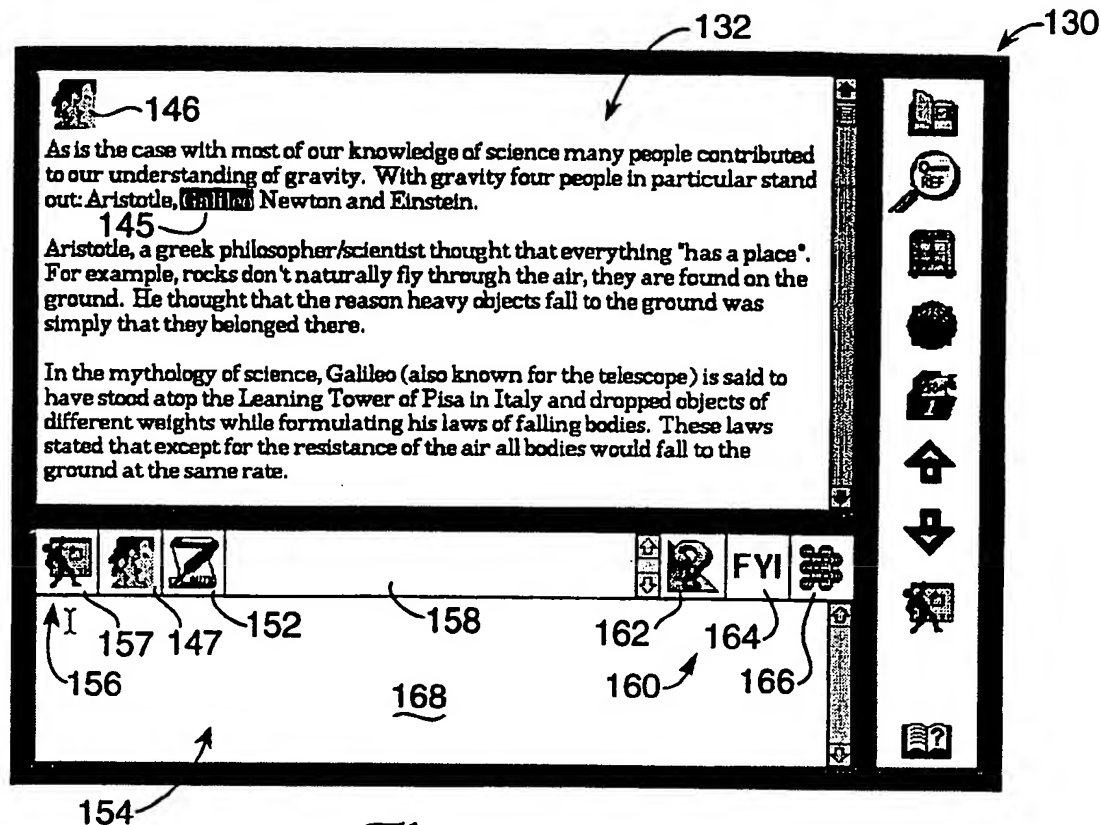 132
130
146
As is the case with most of our knowledge of science many people contributed
to our understanding of gravity. With gravity four people in particular stand
out: Aristotle, Galileo Newton and Einstein.
145
Aristotle, a greek philosopher/scientist thought that everything "has a place".
For example, rocks don't naturally fly through the air, they are found on the
ground. He thought that the reason heavy objects fall to the ground was
simply that they belonged there.
In the mythology of science, Galileo (also known for the telescope) is said to
have stood atop the Leaning Tower of Pisa in Italy and dropped objects of
different weights while formulating his laws of falling bodies. These laws
stated that except for the resistance of the air all bodies would fall to the
ground at the same rate.
REF
1
FYI
?
157 147 152 158 162 164
156 168 160 166
154